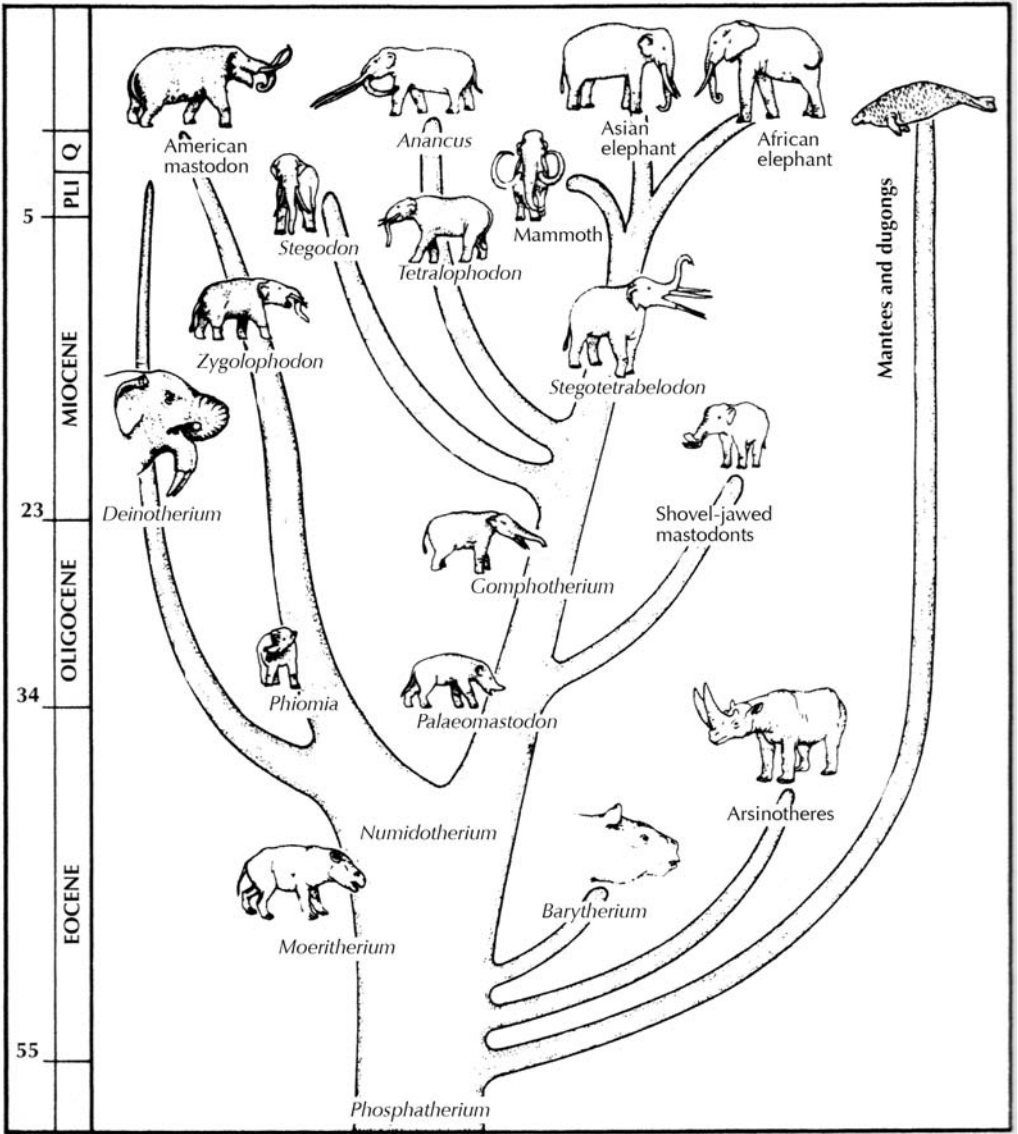 Q
PLI
5
MIOCENE
23
OLIGOCENE
34
EOCENE
55
American
mastodon
Anancus
Asian
elephant
African
elephant
Stegodon
Tetralophodon
Mammoth
Mantees and dugongs
Zygolophodon
Stegotetrabelodon
Deinotherium
Shovel-jawed
mastodonts
Gomphotherium
Phiomia
Palaeomastodon
Arsinotheres
Numidotherium
Barytherium
Moeritherium
Phosphatherium